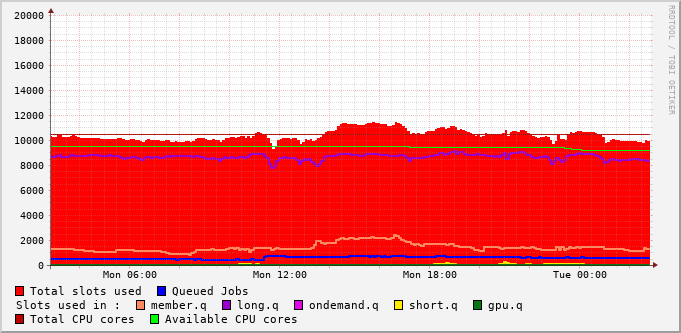 20000
18000
16000
14000
12000
10000
8000
6000
4000
2000
0
Mon 06:00 Mon 12:00 Mon 18:00 Tue 00:00
RRDTOOL / TOBI OETIKER
Total slots used Queued Jobs
Slots used in : member.q long.q ondemand.q short.q gpu.q
Total CPU cores Available CPU cores